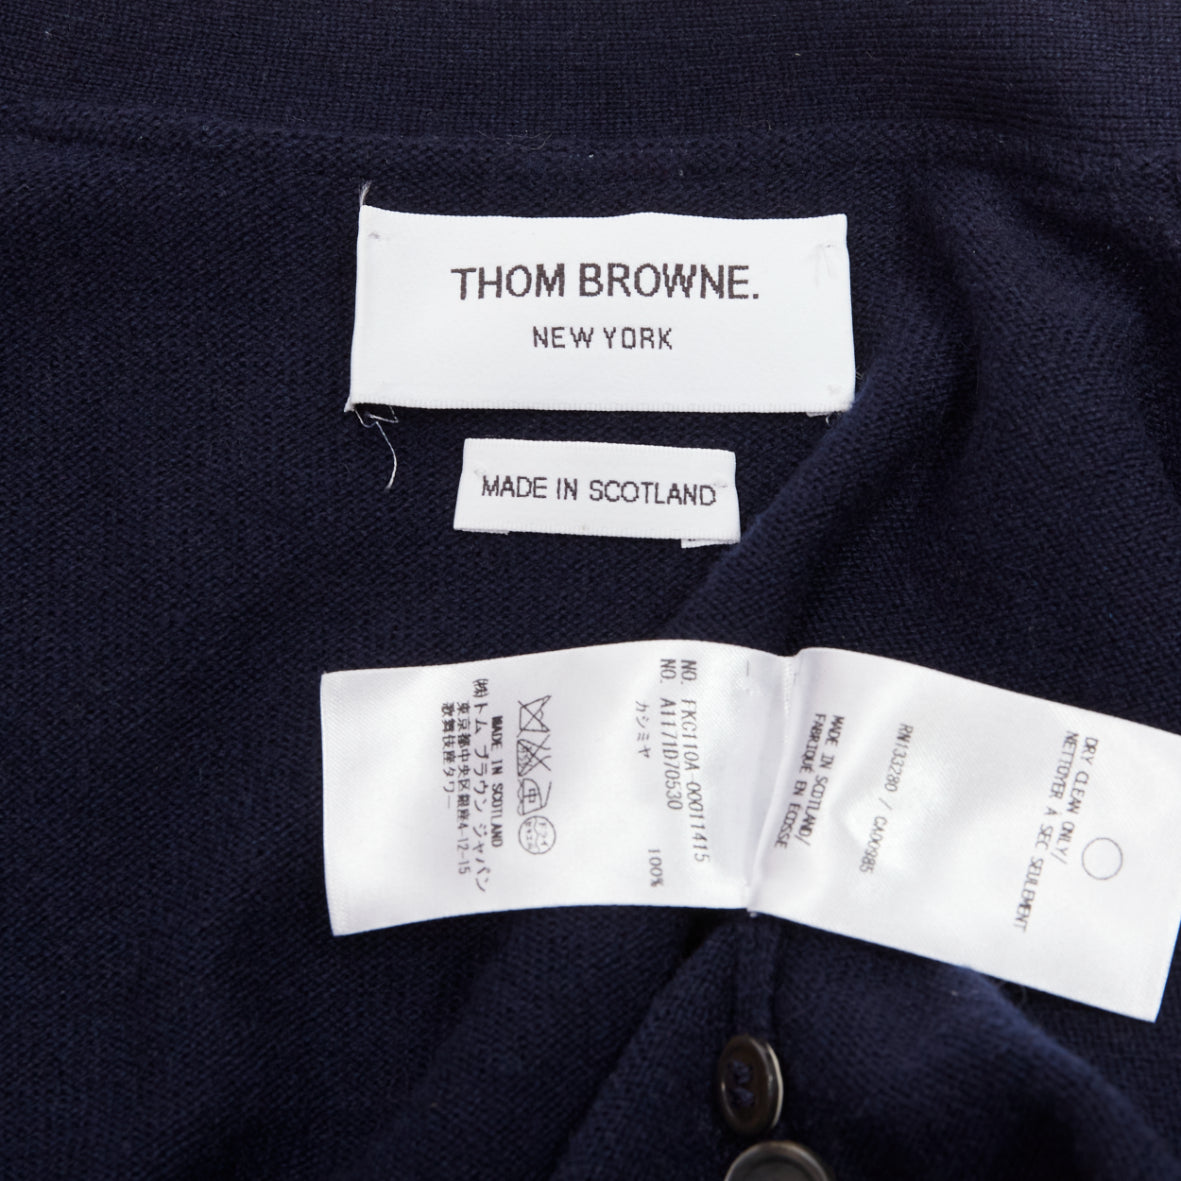 THOM BROWNE.
NEW YORK
MADE IN SCOTLAND
NO. FKC110A-00011415
NO. A1171D70530
カシミヤ 100%
MADE IN SCOTLAND
㈱トム ブラウン ジャパン
東京都中央区銀座4-12-15
歌舞伎座タワー
DRY CLEAN ONLY/
NETTOYER A SEC SEULEMENT
RN133280 / CA00985
MADE IN SCOTLAND/
FABRIQUE EN ECOSSE